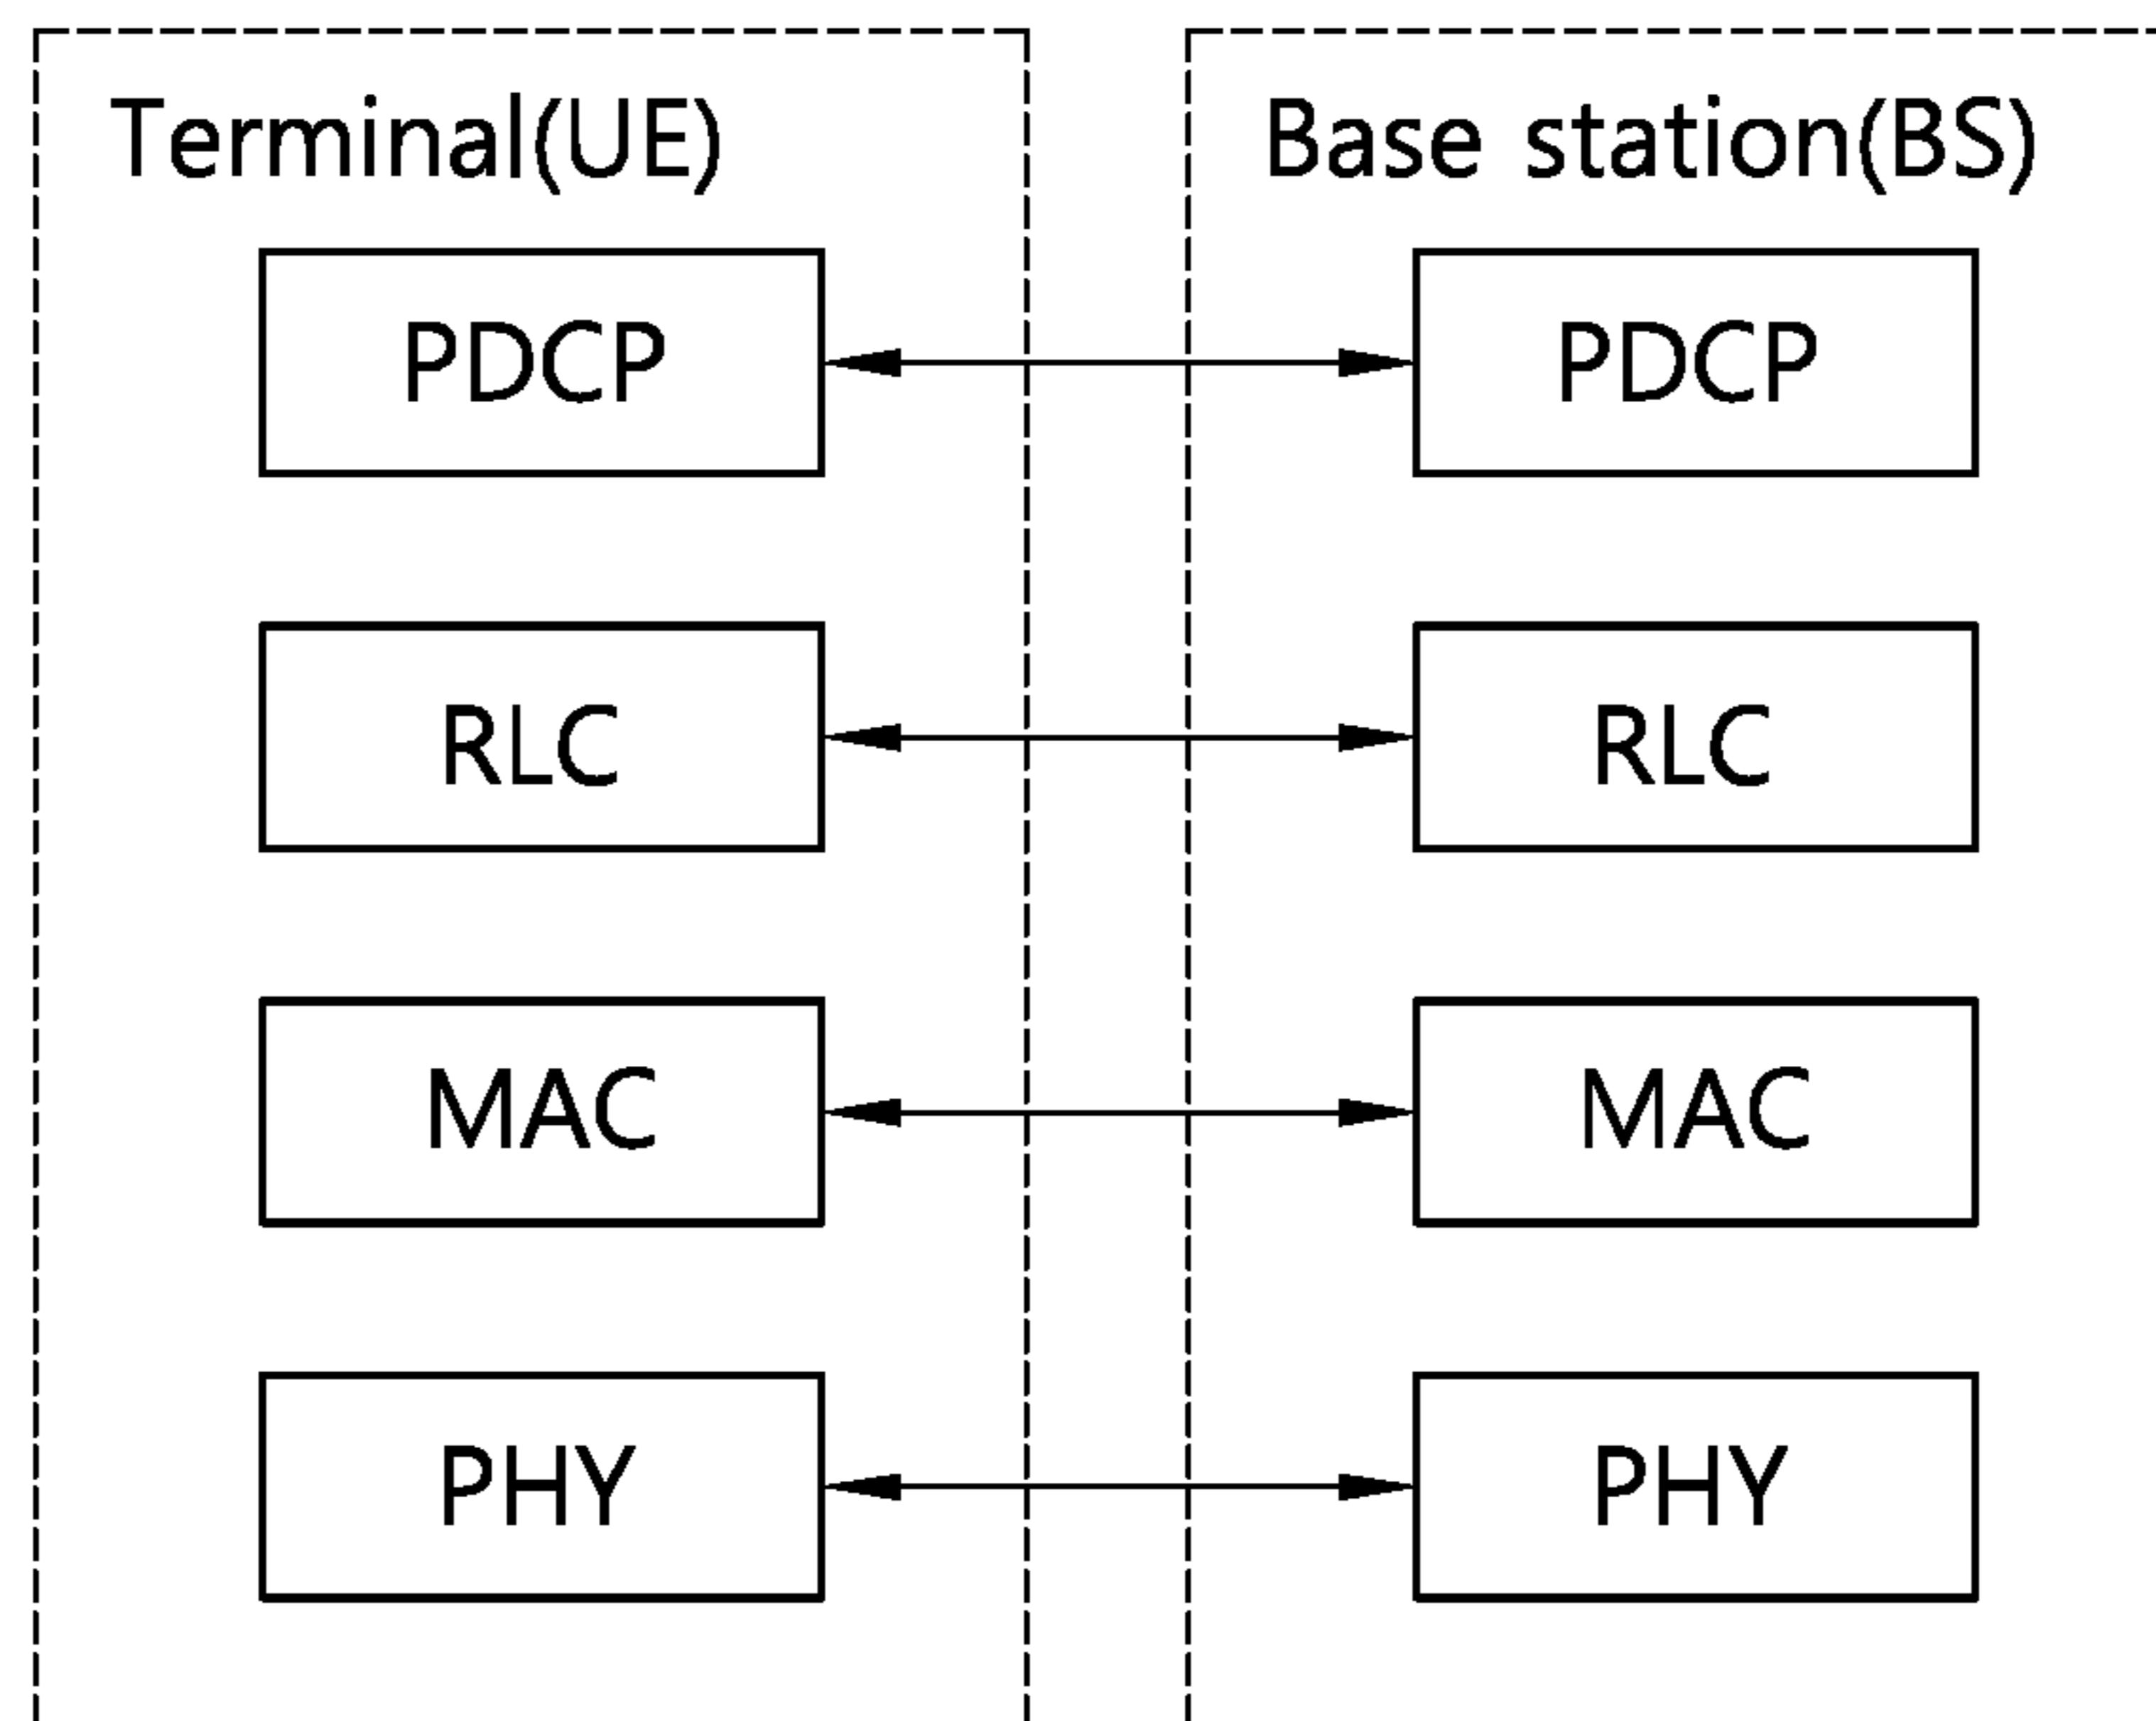 Terminal(UE)
Base station(BS)
PDCP
PDCP
RLC
RLC
MAC
MAC
PHY
PHY